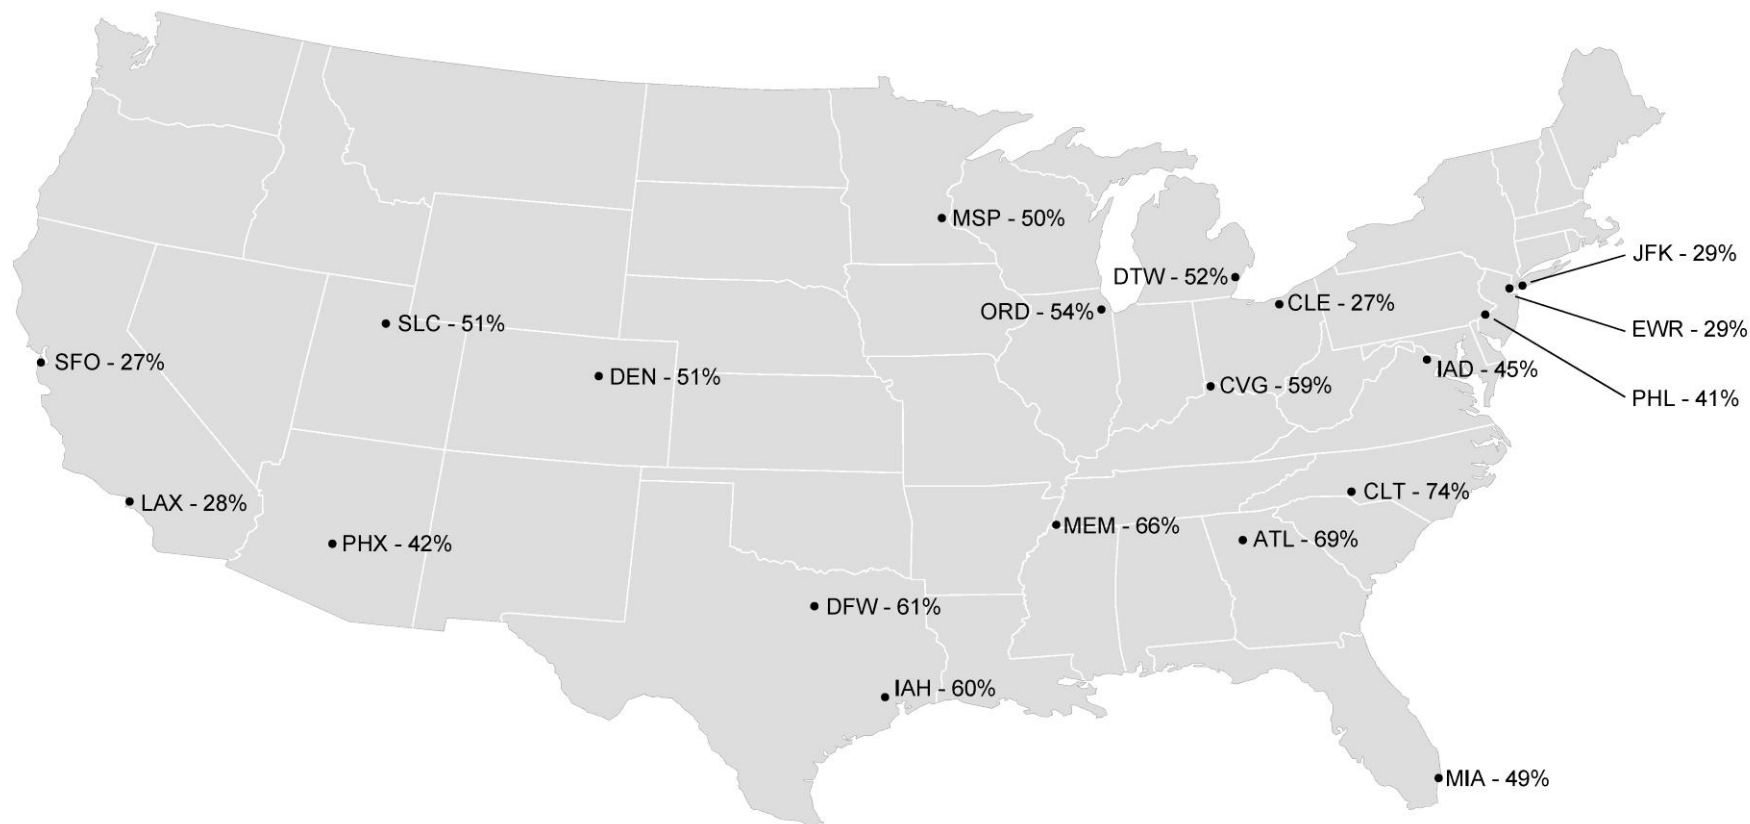 MSP - 50%
JFK - 29%
DTW - 52%
CLE - 27%
ORD - 54%
SLC - 51%
EWR - 29%
SFO - 27%
IAD - 45%
DEN - 51%
CVG - 59%
PHL - 41%
CLT - 74%
LAX - 28%
MEM - 66%
ATL - 69%
PHX - 42%
DFW - 61%
IAH - 60%
MIA - 49%